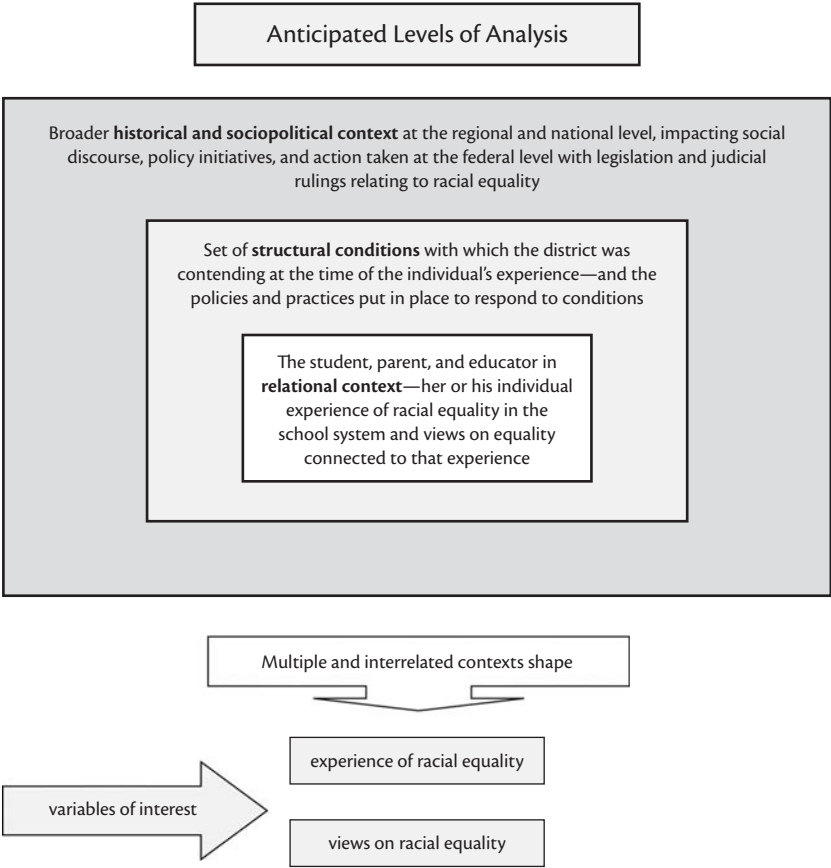 Anticipated Levels of Analysis
Broader historical and sociopolitical context at the regional and national level, impacting social
discourse, policy initiatives, and action taken at the federal level with legislation and judicial
rulings relating to racial equality
Set of structural conditions with which the district was
contending at the time of the individual’s experience—and the
policies and practices put in place to respond to conditions
The student, parent, and educator in
relational context—her or his individual
experience of racial equality in the
school system and views on equality
connected to that experience
Multiple and interrelated contexts shape
experience of racial equality
variables of interest
views on racial equality